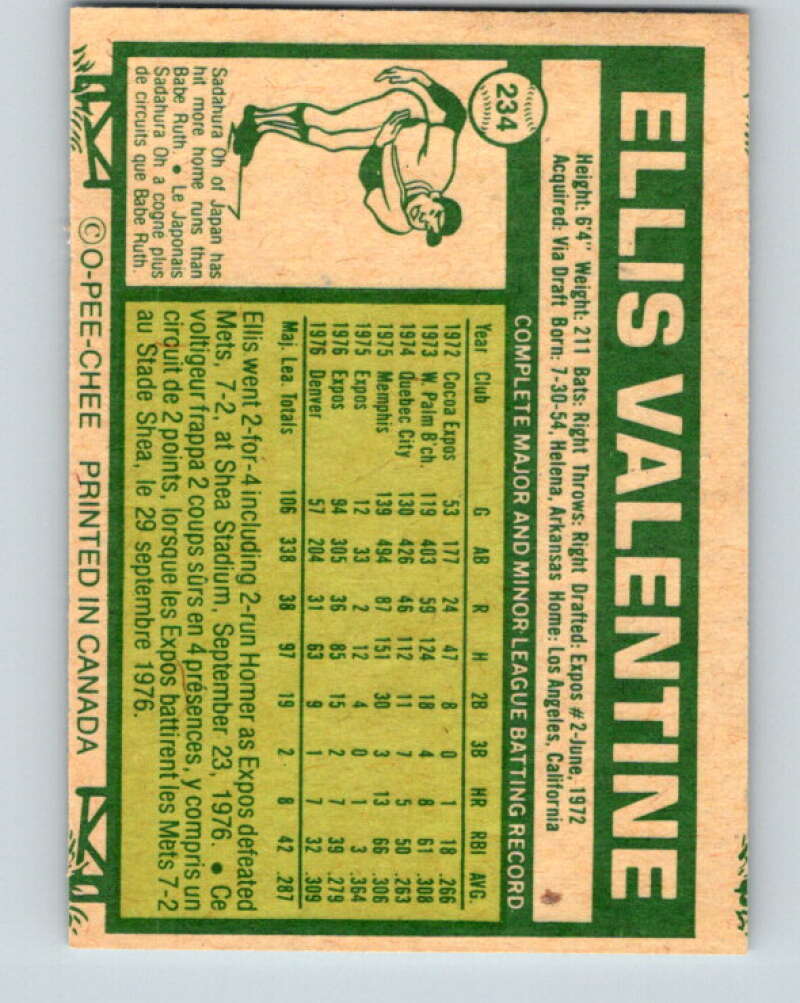 234
ELLIS VALENTINE
Height: 6'4" Weight: 211 Bats: Right Throws: Right Drafted: Expos #2-June, 1972
Acquired: Via Draft Born: 7-30-54, Helena, Arkansas Home: Los Angeles, California
COMPLETE MAJOR AND MINOR LEAGUE BATTING RECORD
Year Club G AB R H 2B 3B HR RBI AVG.
1972 Cocoa Expos 53 177 24 47 8 0 1 18 .266
1973 W. Palm B'ch. 119 403 59 124 18 4 8 61 .308
1974 Quebec City 130 426 46 112 11 7 5 50 .263
1975 Memphis 139 494 87 151 30 3 13 66 .306
1975 Expos 12 33 2 12 4 0 1 3 .364
1976 Expos 94 305 36 85 15 2 7 39 .279
1976 Denver 57 204 31 63 9 1 7 32 .309
Maj. Lea. Totals 106 338 38 97 19 2 8 42 .287
Ellis went 2-for-4 including 2-run Homer as Expos defeated
Mets, 7-2, at Shea Stadium, September 23, 1976. • Ce
voltigeur frappa 2 coups sûrs en 4 présences, y compris un
circuit de 2 points, lorsque les Expos battirent les Mets 7-2
au Stade Shea, le 29 septembre 1976.
Sadahura Oh of Japan has
hit more home runs than
Babe Ruth. • Le Japonais
Sadahura Oh a cogné plus
de circuits que Babe Ruth.
© O-PEE-CHEE PRINTED IN CANADA